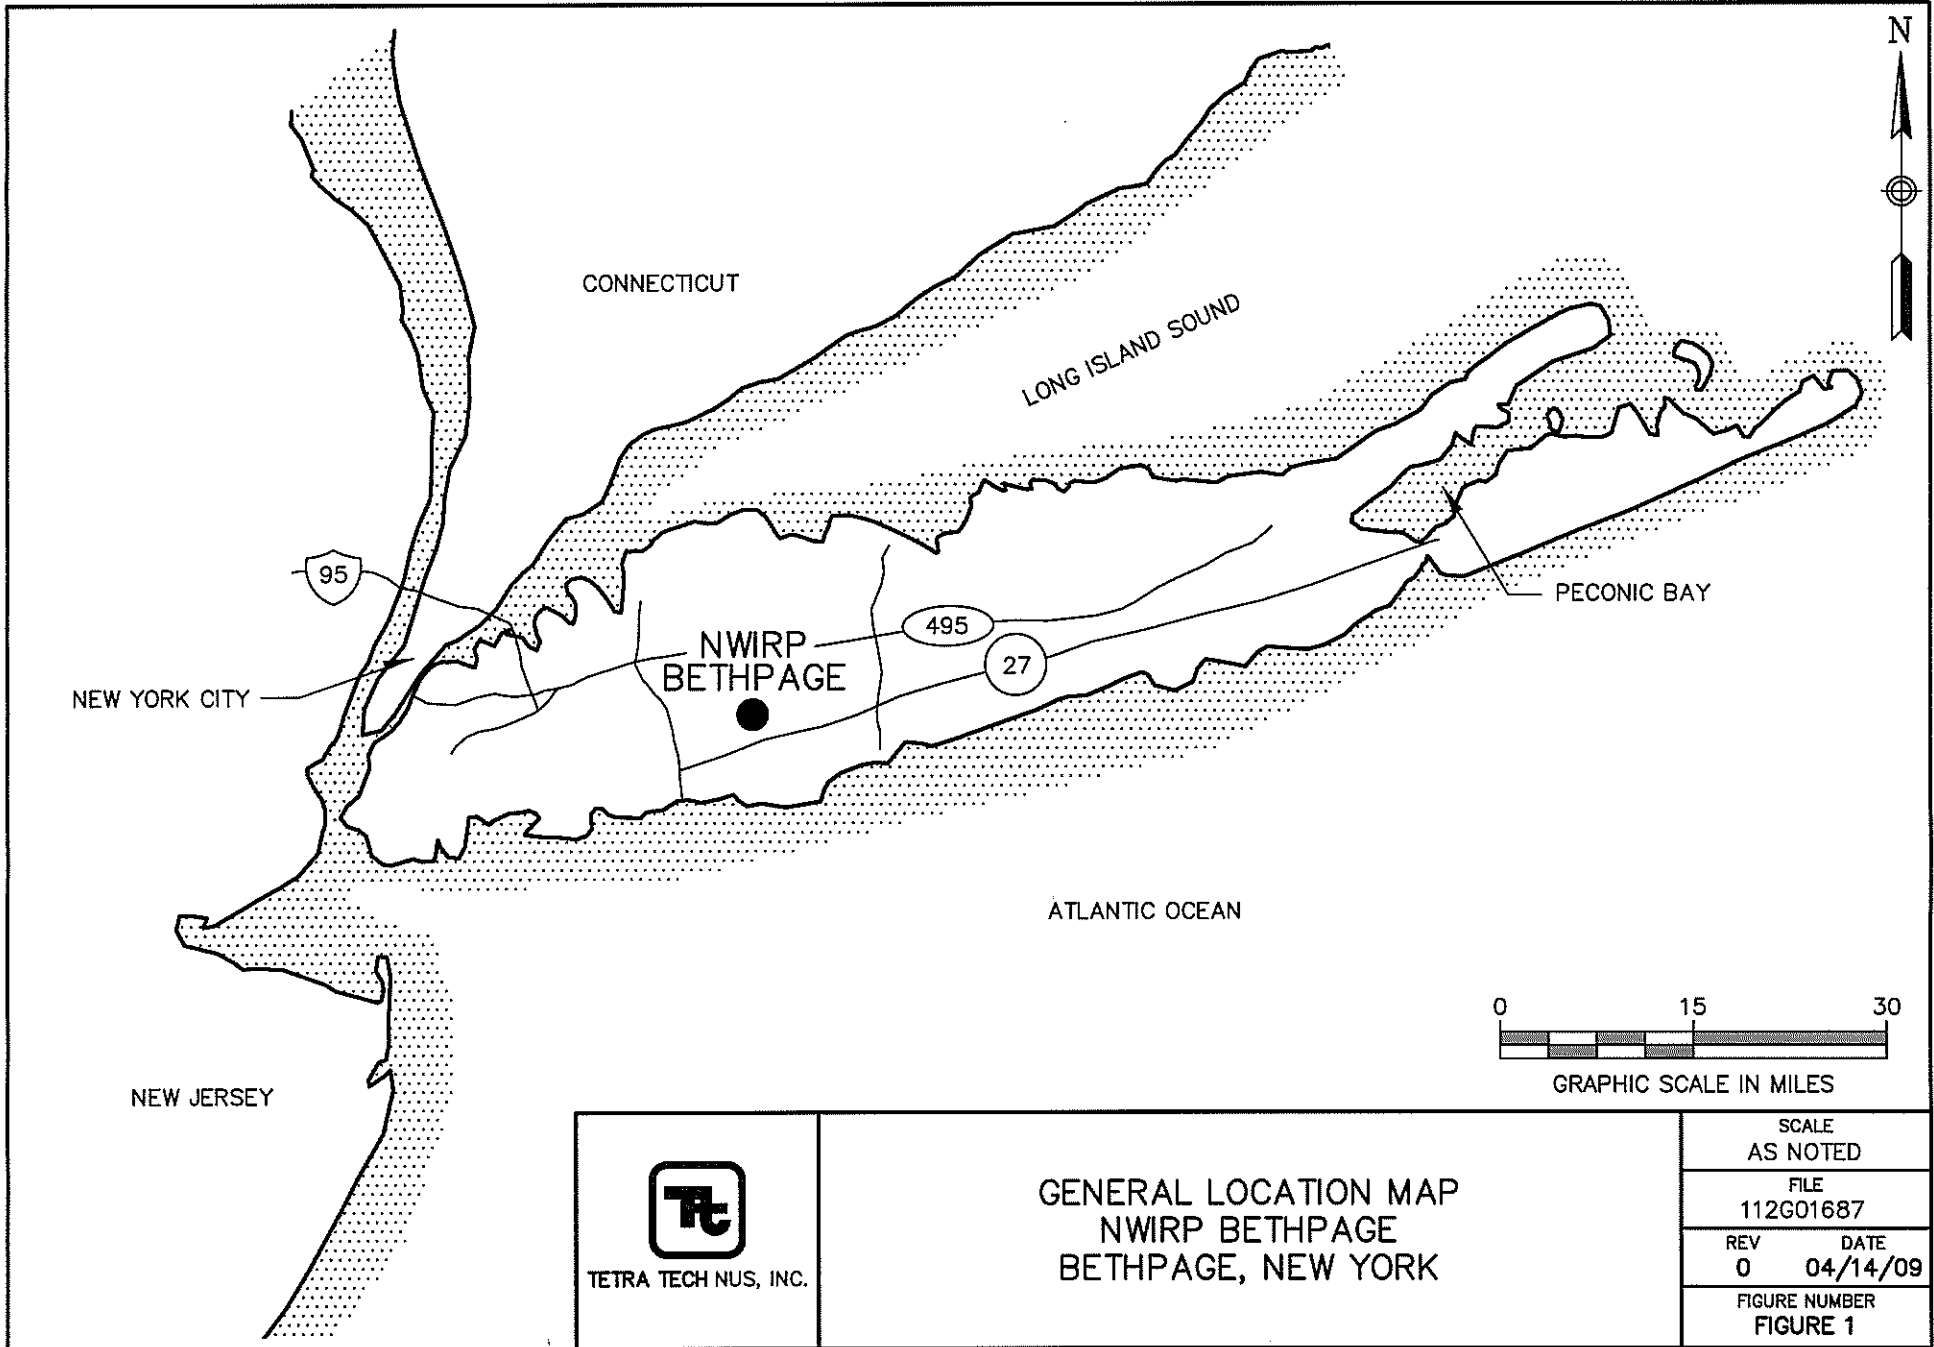 N
CONNECTICUT
LONG ISLAND SOUND
95
495
NWIRP
BETHPAGE
27
PECONIC BAY
NEW YORK CITY
ATLANTIC OCEAN
0 15 30
GRAPHIC SCALE IN MILES
NEW JERSEY
TETRA TECH NUS, INC.
GENERAL LOCATION MAP
NWIRP BETHPAGE
BETHPAGE, NEW YORK
SCALE
AS NOTED
FILE
112G01687
REV DATE
0 04/14/09
FIGURE NUMBER
FIGURE 1